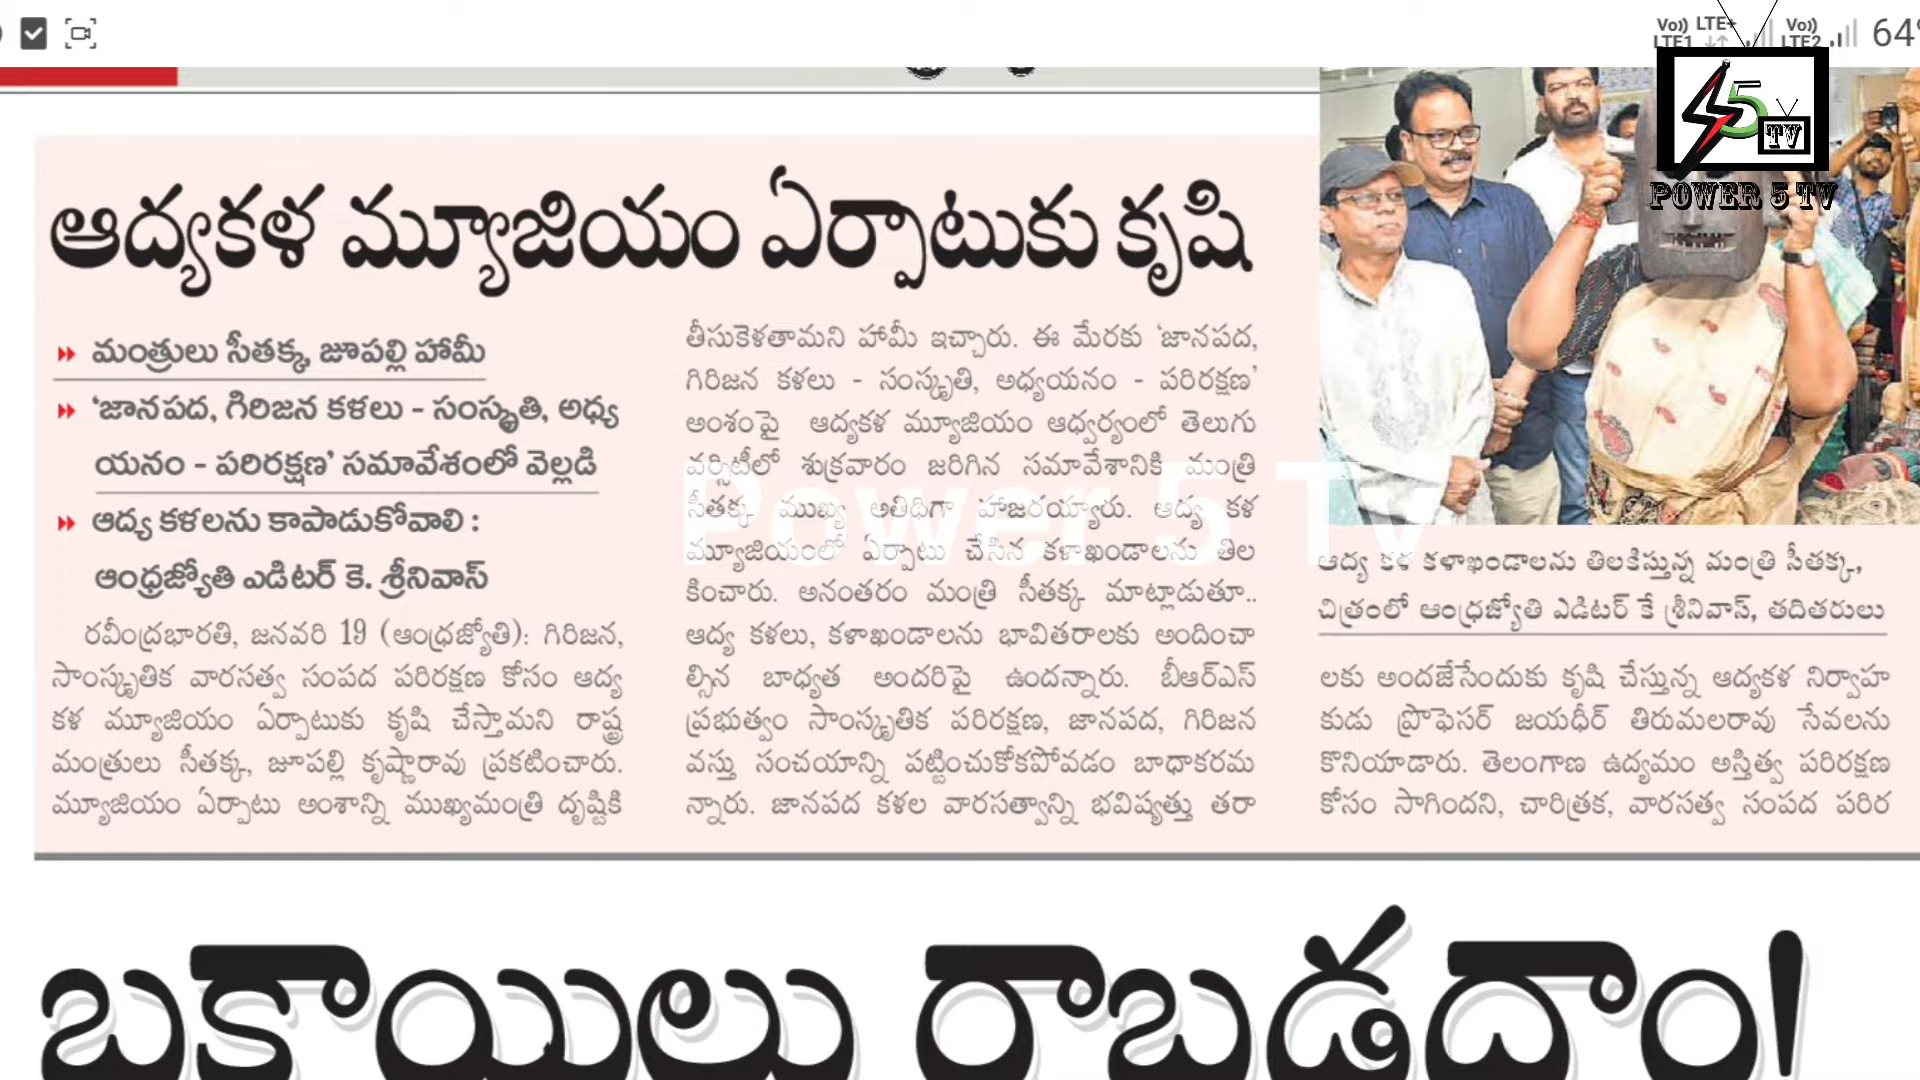 Vo)) LTE+ Vo)) 64
LTE1 LTE2
5
TV
POWER 5 TV
ఆద్యకళ మ్యూజియం ఏర్పాటుకు కృషి
మంత్రులు సీతక్క, జూపల్లి హామీ
‘జానపద, గిరిజన కళలు - సంస్కృతి, అధ్య
యనం - పరిరక్షణ’ సమావేశంలో వెల్లడి
ఆద్య కళలను కాపాడుకోవాలి :
ఆంధ్రజ్యోతి ఎడిటర్ కె. శ్రీనివాస్
రవీంద్రభారతి, జనవరి 19 (ఆంధ్రజ్యోతి): గిరిజన,
సాంస్కృతిక వారసత్వ సంపద పరిరక్షణ కోసం ఆద్య
కళ మ్యూజియం ఏర్పాటుకు కృషి చేస్తామని రాష్ట్ర
మంత్రులు సీతక్క, జూపల్లి కృష్ణారావు ప్రకటించారు.
మ్యూజియం ఏర్పాటు అంశాన్ని ముఖ్యమంత్రి దృష్టికి
తీసుకెళతామని హామీ ఇచ్చారు. ఈ మేరకు ‘జానపద,
గిరిజన కళలు - సంస్కృతి, అధ్యయనం - పరిరక్షణ’
అంశంపై ఆద్యకళ మ్యూజియం ఆధ్వర్యంలో తెలుగు
వర్సిటీలో శుక్రవారం జరిగిన సమావేశానికి మంత్రి
సీతక్క ముఖ్య అతిథిగా హాజరయ్యారు. ఆద్య కళ
మ్యూజియంలో ఏర్పాటు చేసిన కళాఖండాలను తిల
కించారు. అనంతరం మంత్రి సీతక్క మాట్లాడుతూ..
ఆద్య కళలు, కళాఖండాలను భావితరాలకు అందించా
ల్సిన బాధ్యత అందరిపై ఉందన్నారు. బీఆర్ఎస్
ప్రభుత్వం సాంస్కృతిక పరిరక్షణ, జానపద, గిరిజన
వస్తు సంచయాన్ని పట్టించుకోకపోవడం బాధాకరమ
న్నారు. జానపద కళల వారసత్వాన్ని భవిష్యత్తు తరా
Power 5 Tv
ఆద్య కళ కళాఖండాలను తిలకిస్తున్న మంత్రి సీతక్క,
చిత్రంలో ఆంధ్రజ్యోతి ఎడిటర్ కే శ్రీనివాస్, తదితరులు
లకు అందజేసేందుకు కృషి చేస్తున్న ఆద్యకళ నిర్వాహ
కుడు ప్రొఫెసర్ జయధీర్ తిరుమలరావు సేవలను
కొనియాడారు. తెలంగాణ ఉద్యమం అస్తిత్వ పరిరక్షణ
కోసం సాగిందని, చారిత్రక, వారసత్వ సంపద పరిర
బకాయిలు రాబడదాం!